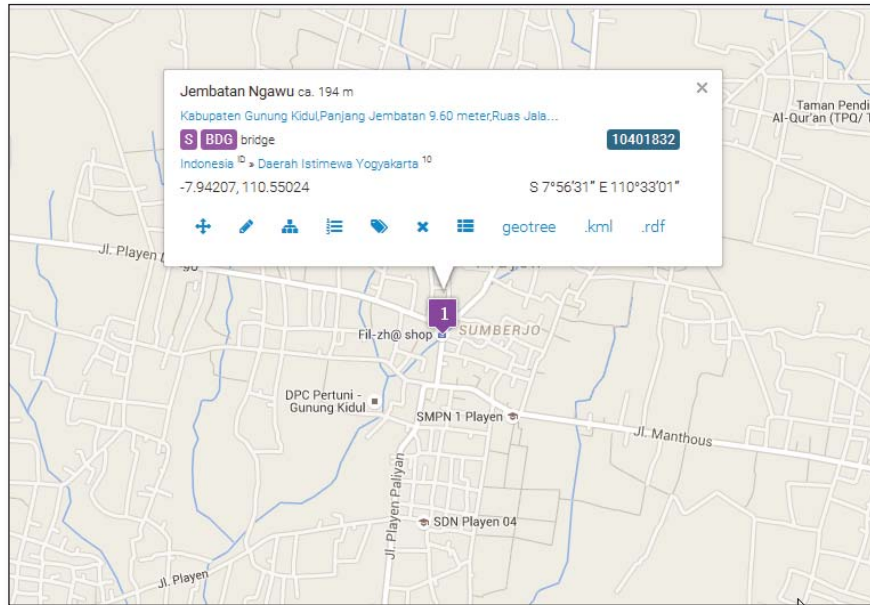 Jembatan Ngawu ca. 194 m
×
Kabupaten Gunung Kidul,Panjang Jembatan 9.60 meter,Ruas Jala...
S BDG bridge 10401832
Indonesia ID » Daerah Istimewa Yogyakarta 10
-7.94207, 110.55024 S 7°56'31" E 110°33'01"
geotree .kml .rdf
Taman Pendi
Al-Qur'an (TPQ/ T
Jl. Playen
1
Fil-zh@ shop
SUMBERJO
DPC Pertuni -
Gunung Kidul
SMPN 1 Playen
Jl. Manthous
Jl. Playen Paliyan
SDN Playen 04
Jl. Playen